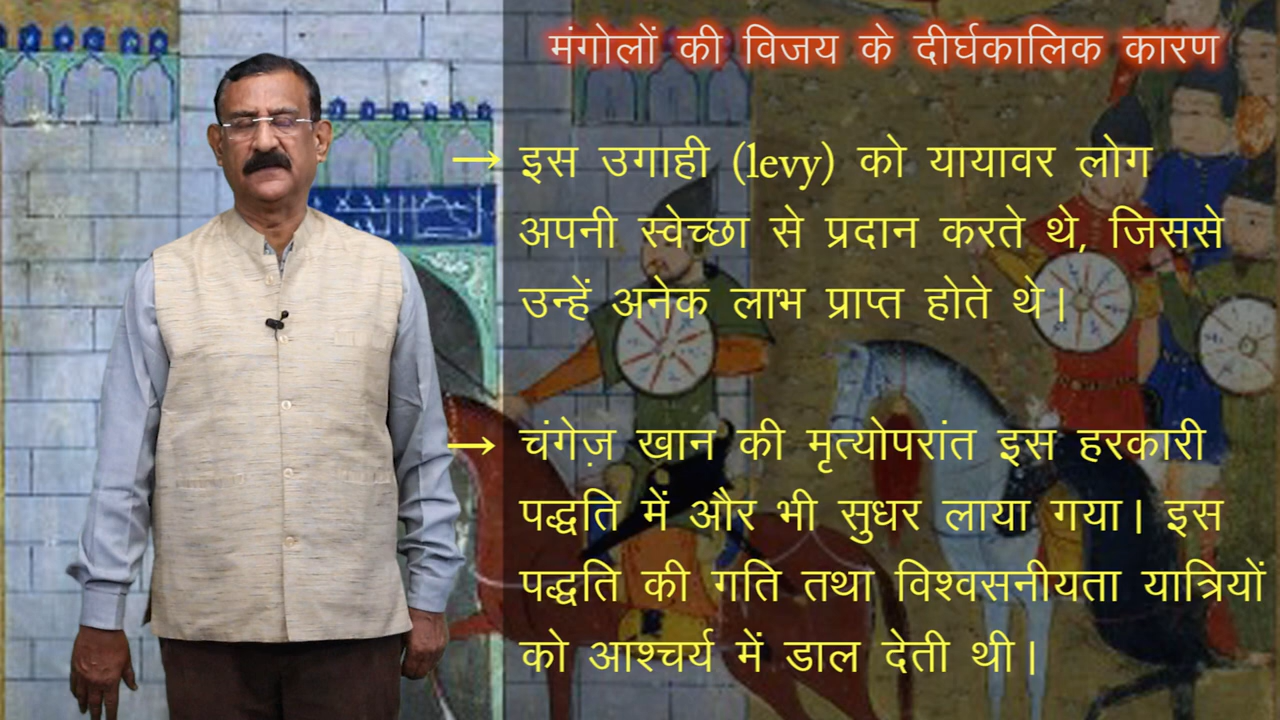 मंगोलों की विजय के दीर्घकालिक कारण
→ इस उगाही (levy) को यायावर लोग
अपनी स्वेच्छा से प्रदान करते थे, जिससे
उन्हें अनेक लाभ प्राप्त होते थे।
→ चंगेज़ खान की मृत्योपरांत इस हरकारी
पद्धति में और भी सुधर लाया गया। इस
पद्धति की गति तथा विश्वसनीयता यात्रियों
को आश्चर्य में डाल देती थी।